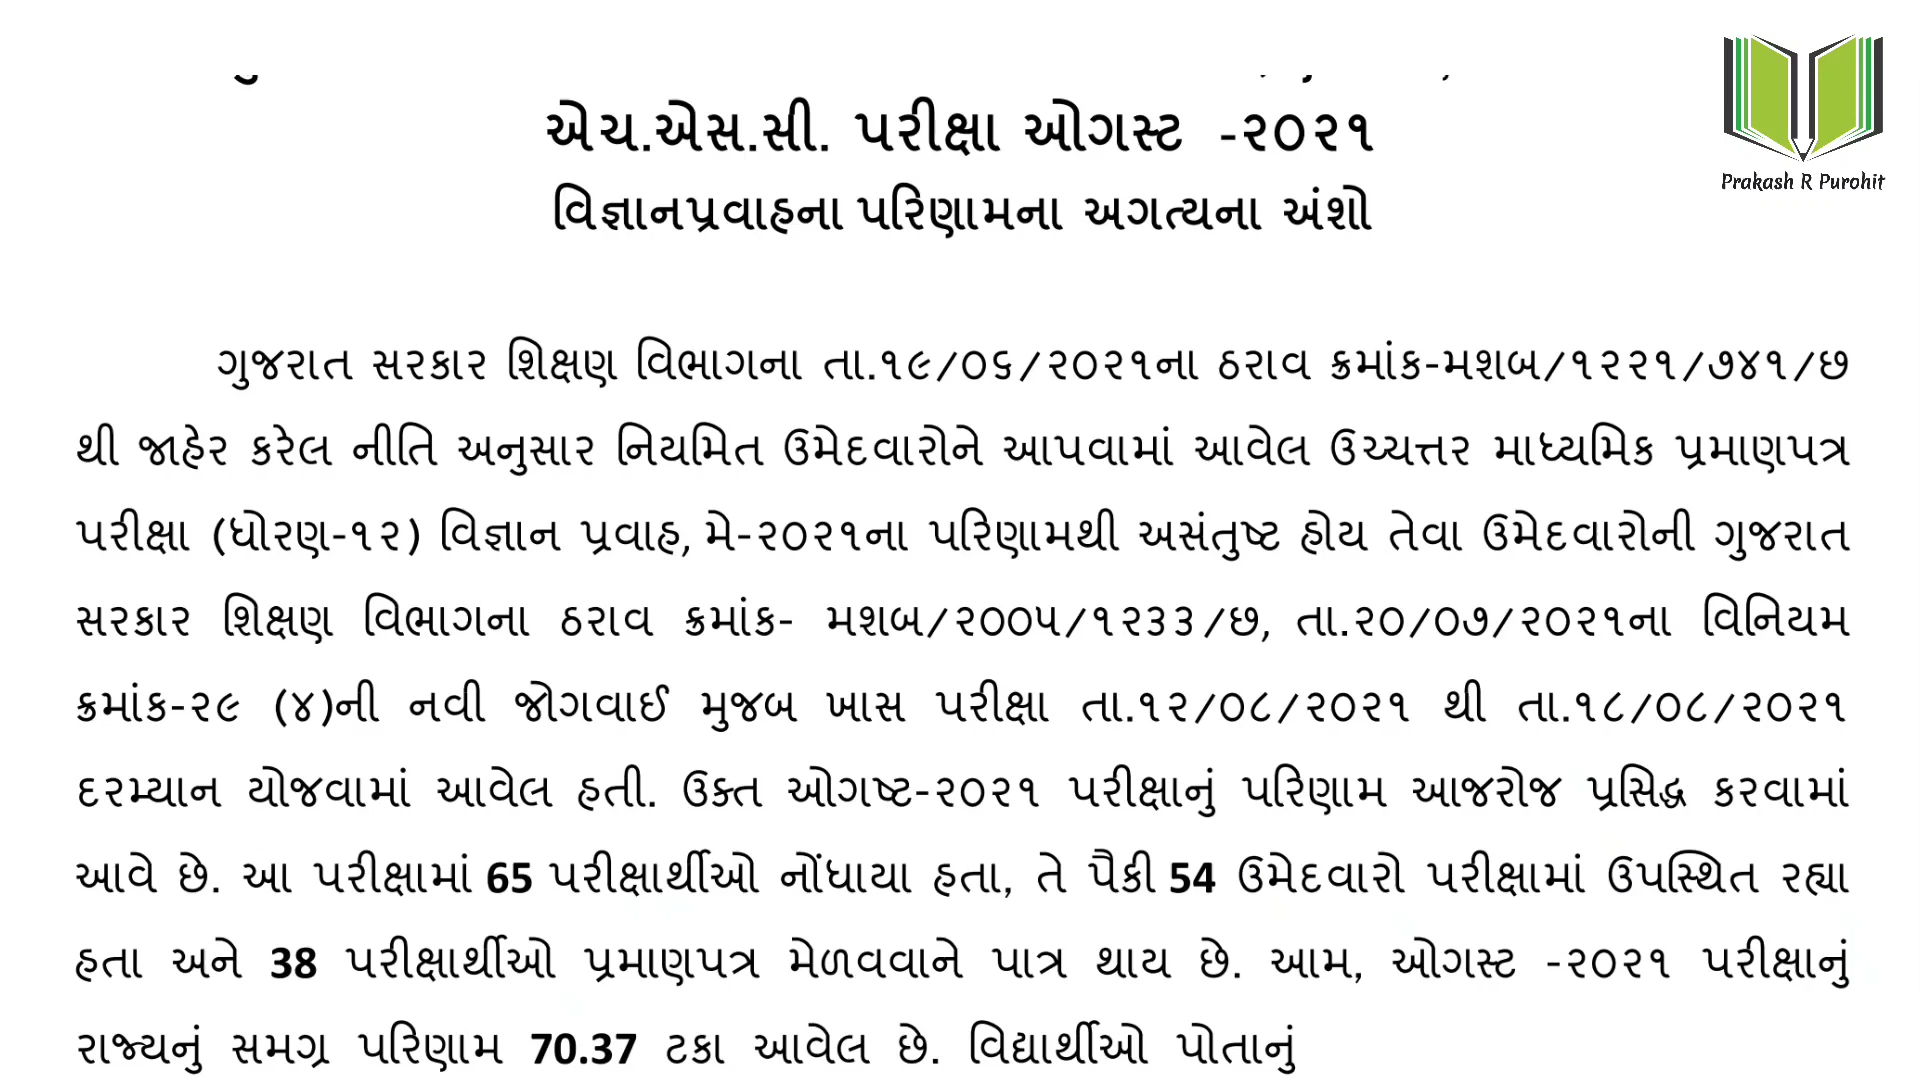 Prakash R Purohit
એચ.એસ.સી. પરીક્ષા ઓગસ્ટ -૨૦૨૧
વિજ્ઞાનપ્રવાહના પરિણામના અગત્યના અંશો
ગુજરાત સરકાર શિક્ષણ વિભાગના તા.૧૯/૦૬/૨૦૨૧ના ઠરાવ ક્રમાંક-મશબ/૧૨૨૧/૭૪૧/છ
થી જાહેર કરેલ નીતિ અનુસાર નિયમિત ઉમેદવારોને આપવામાં આવેલ ઉચ્ચત્તર માધ્યમિક પ્રમાણપત્ર
પરીક્ષા (ધોરણ-૧૨) વિજ્ઞાન પ્રવાહ, મે-૨૦૨૧ના પરિણામથી અસંતુષ્ટ હોય તેવા ઉમેદવારોની ગુજરાત
સરકાર શિક્ષણ વિભાગના ઠરાવ ક્રમાંક- મશબ/૨૦૦૫/૧૨૩૩/છ, તા.૨૦/૦૭/૨૦૨૧ના વિનિયમ
ક્રમાંક-૨૯ (૪)ની નવી જોગવાઈ મુજબ ખાસ પરીક્ષા તા.૧૨/૦૮/૨૦૨૧ થી તા.૧૮/૦૮/૨૦૨૧
દરમ્યાન યોજવામાં આવેલ હતી. ઉક્ત ઓગષ્ટ-૨૦૨૧ પરીક્ષાનું પરિણામ આજરોજ પ્રસિદ્ધ કરવામાં
આવે છે. આ પરીક્ષામાં 65 પરીક્ષાર્થીઓ નોંધાયા હતા, તે પૈકી 54 ઉમેદવારો પરીક્ષામાં ઉપસ્થિત રહ્યા
હતા અને 38 પરીક્ષાર્થીઓ પ્રમાણપત્ર મેળવવાને પાત્ર થાય છે. આમ, ઓગસ્ટ -૨૦૨૧ પરીક્ષાનું
રાજ્યનું સમગ્ર પરિણામ 70.37 ટકા આવેલ છે. વિદ્યાર્થીઓ પોતાનું